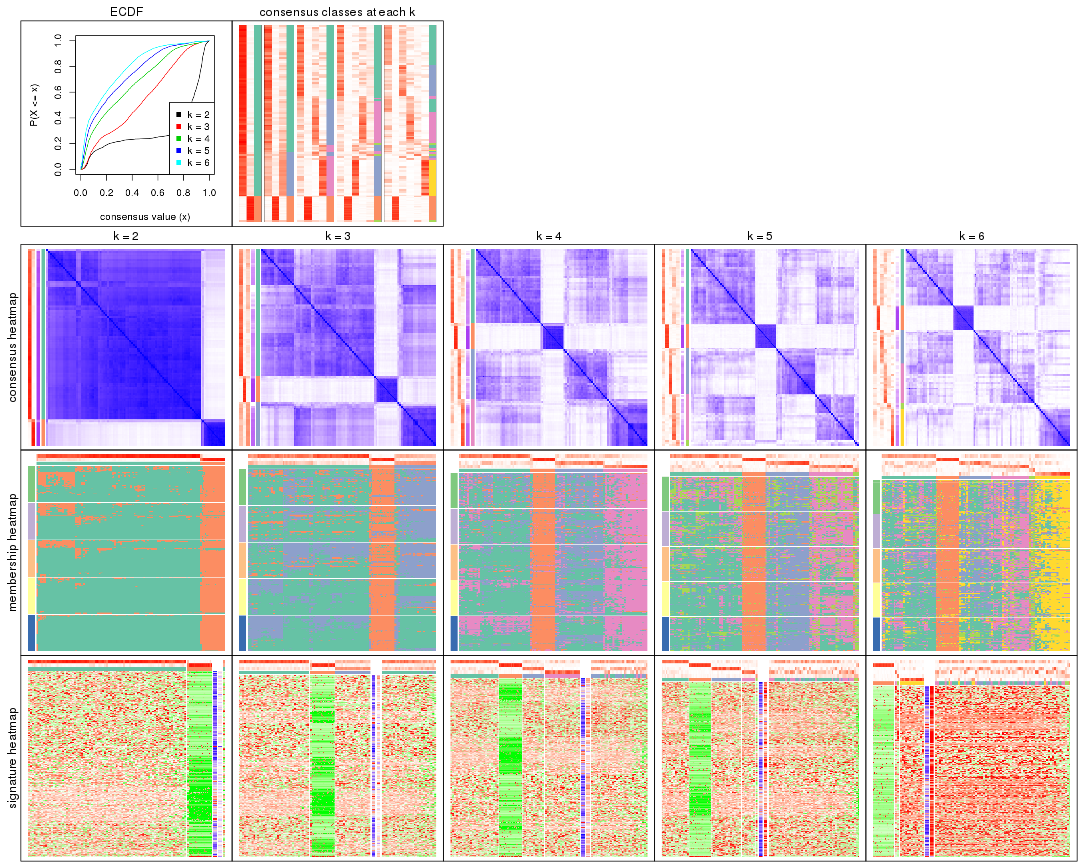 ECDF
consensus classes at each k
P(X <= x)
0.0
0.2
0.4
0.6
0.8
1.0
k = 2
k = 3
k = 4
k = 5
k = 6
0.0 0.2 0.4 0.6 0.8 1.0
consensus value (x)
k = 2
k = 3
k = 4
k = 5
k = 6
consensus heatmap
membership heatmap
signature heatmap